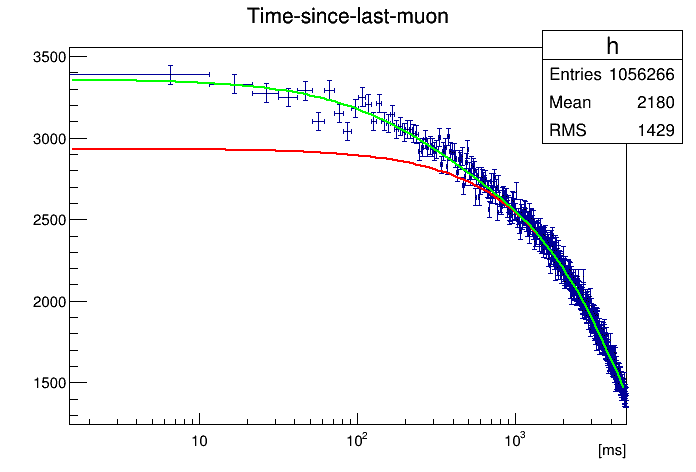 Time-since-last-muon
h
Entries 1056266
Mean 2180
RMS 1429
3500
3000
2500
2000
1500
10
10²
10³
[ms]